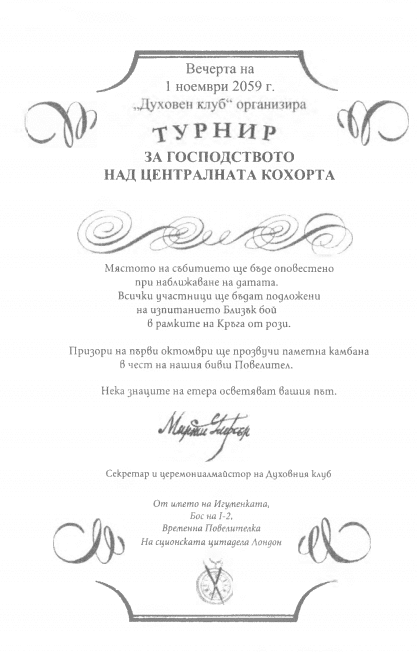 Вечерта на
1 ноември 2059 г.
„Духовен клуб“ организира
ТУРНИР
ЗА ГОСПОДСТВОТО
НАД ЦЕНТРАЛНАТА КОХОРТА
Мястото на събитието ще бъде оповестено
при наближаване на датата.
Всички участници ще бъдат подложени
на изпитанието Близък бой
в рамките на Кръга от рози.
Призори на първи октомври ще прозвучи паметна камбана
в чест на нашия бивш Повелител.
Нека знаците на етера осветяват вашия път.
Секретар и церемониалмайстор на Духовния клуб
От името на Игуменката,
Бос на I-2,
Временна Повелителка
На сционската цитадела Лондон